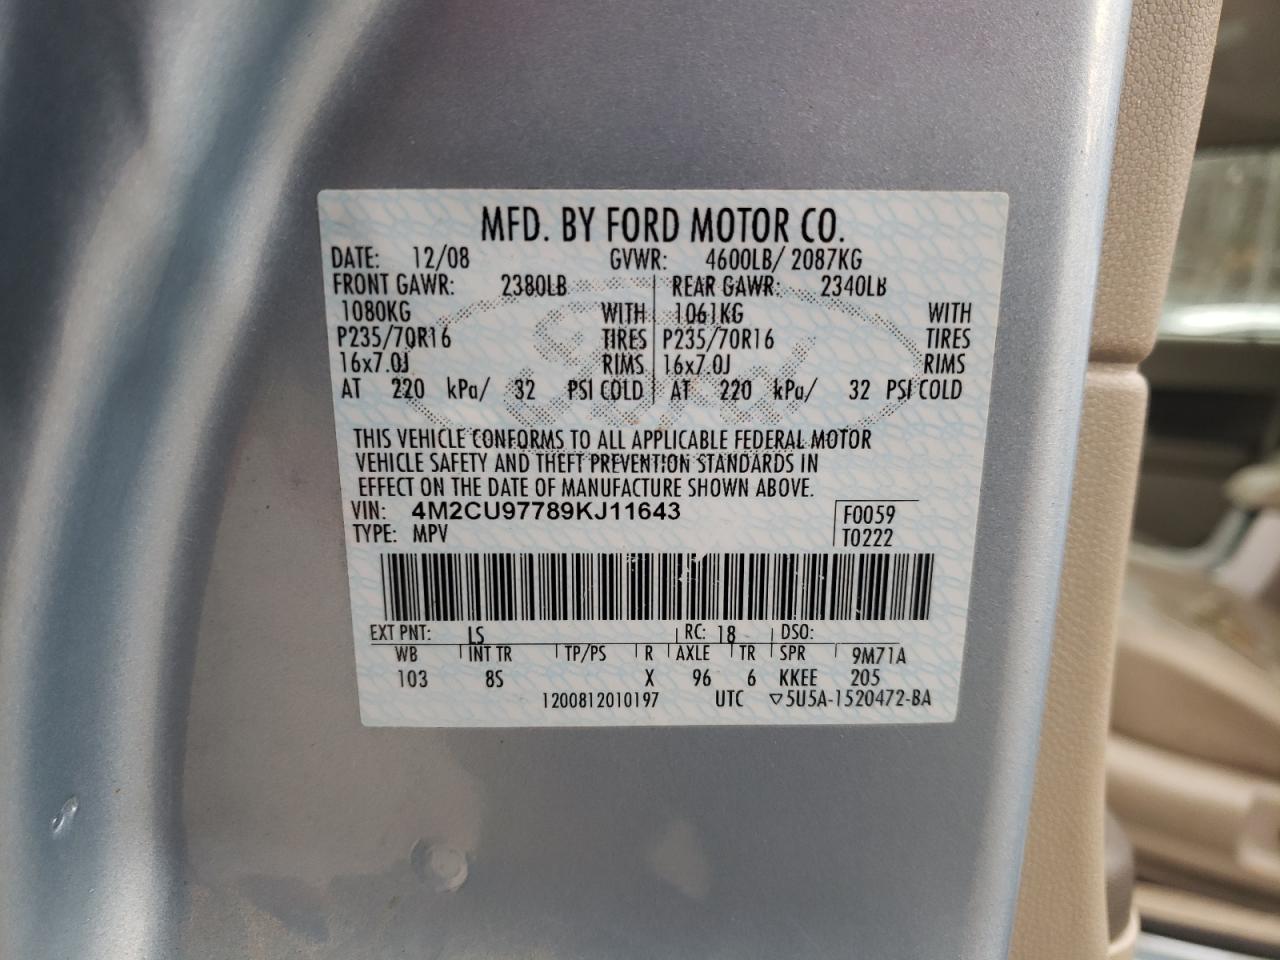 MFD. BY FORD MOTOR CO.
DATE: 12/08 GVWR: 4600LB/ 2087KG
FRONT GAWR: 2380LB REAR GAWR: 2340LB
1080KG WITH 1061KG WITH
P235/70R16 TIRES P235/70R16 TIRES
16x7.0J RIMS 16x7.0J RIMS
AT 220 kPa/ 32 PSI COLD AT 220 kPa/ 32 PSI COLD
THIS VEHICLE CONFORMS TO ALL APPLICABLE FEDERAL MOTOR
VEHICLE SAFETY AND THEFT PREVENTION STANDARDS IN
EFFECT ON THE DATE OF MANUFACTURE SHOWN ABOVE.
VIN: 4M2CU97789KJ11643 F0059
TYPE: MPV T0222
EXT PNT: LS RC: 18 DSO:
WB INT TR TP/PS R AXLE TR SPR 9M71A
103 8S X 96 6 KKEE 205
1200812010197 UTC ▽5U5A-1520472-BA